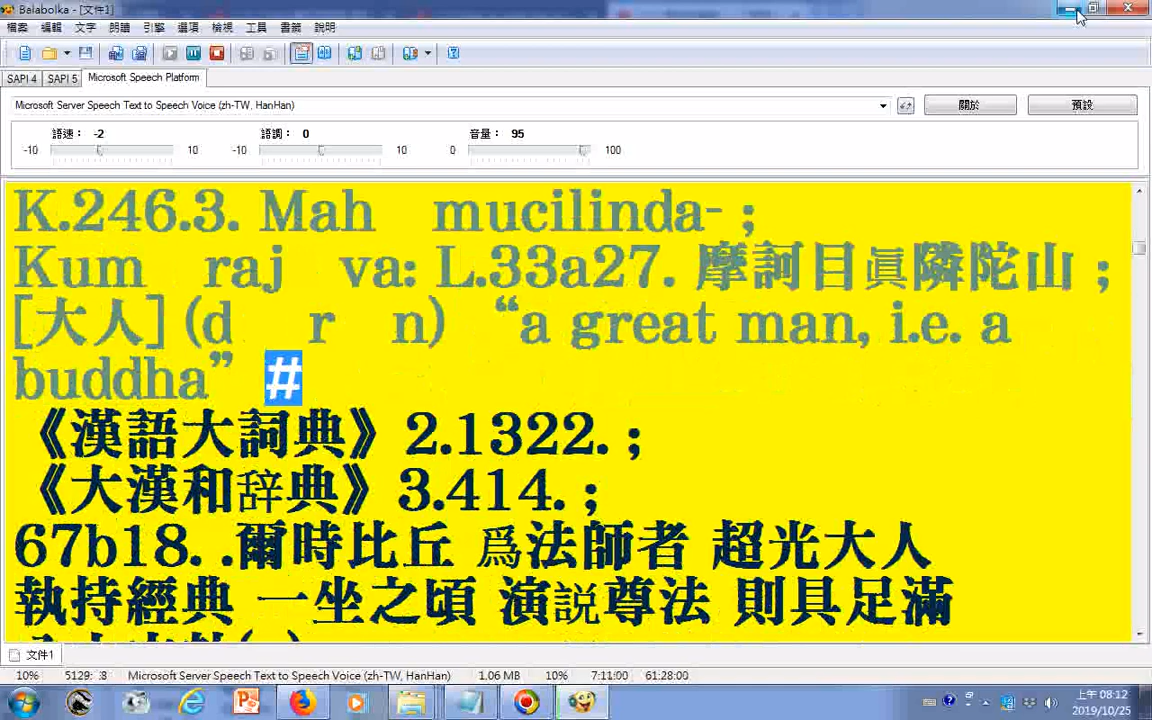 Balabolka - [文件1]
檔案 編輯 文字 朗讀 引擎 選項 檢視 工具 書籤 說明
SAPI 4 SAPI 5 Microsoft Speech Platform
Microsoft Server Speech Text to Speech Voice (zh-TW, HanHan) 關於 預設
語速： -2 語調： 0 音量： 95
-10 10 -10 10 0 100
K.246.3. Mah mucilinda- ;
Kum raj va: L.33a27. 摩訶目眞隣陀山 ;
[大人] (d r n) “a great man, i.e. a
buddha” #
《漢語大詞典》 2.1322. ;
《大漢和辞典》 3.414. ;
67b18. .爾時比丘 爲法師者 超光大人
執持經典 一坐之頃 演説尊法 則具足滿
文件1
10% Microsoft Server Speech Text to Speech Voice (zh-TW, HanHan) 1.06 MB 10% 7:11:00 61:28:00
上午 08:12
2019/10/25